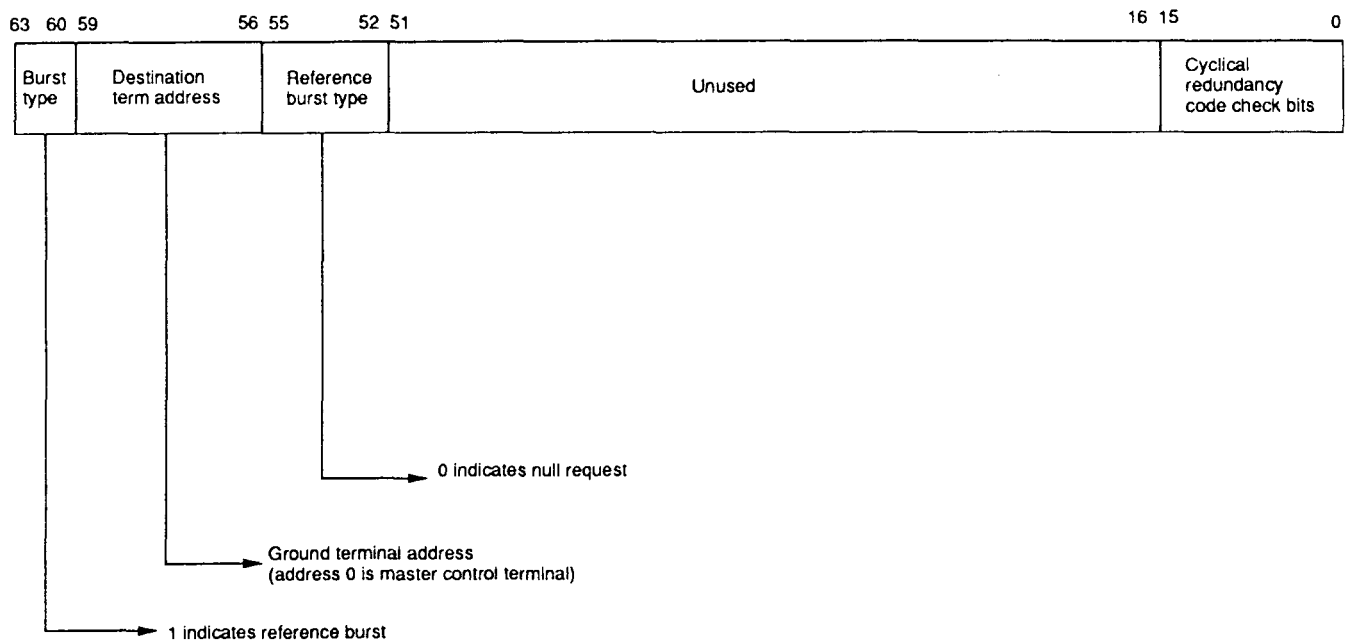 63 60 59 56 55 52 51 16 15 0
Burst
type
Destination
term address
Reference
burst type
Unused
Cyclical
redundancy
code check bits
0 indicates null request
Ground terminal address
(address 0 is master control terminal)
1 indicates reference burst